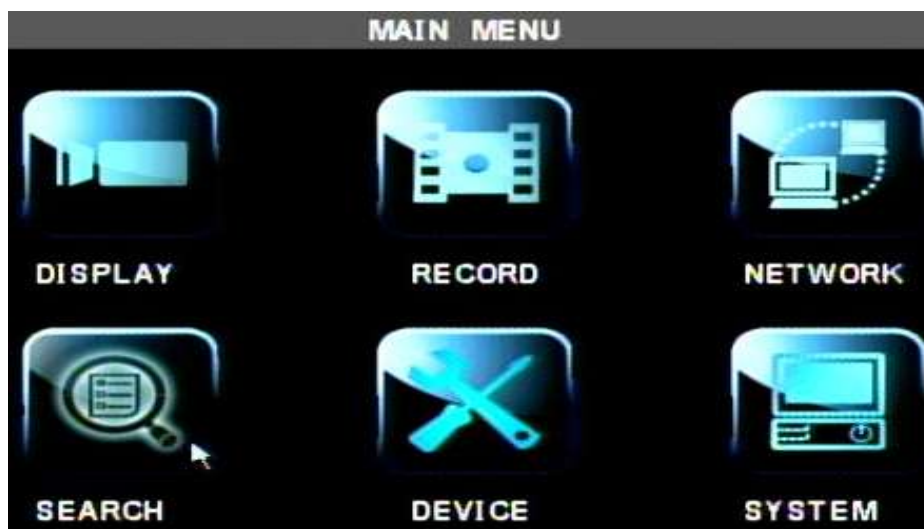 MAIN MENU
DISPLAY
RECORD
NETWORK
SEARCH
DEVICE
SYSTEM